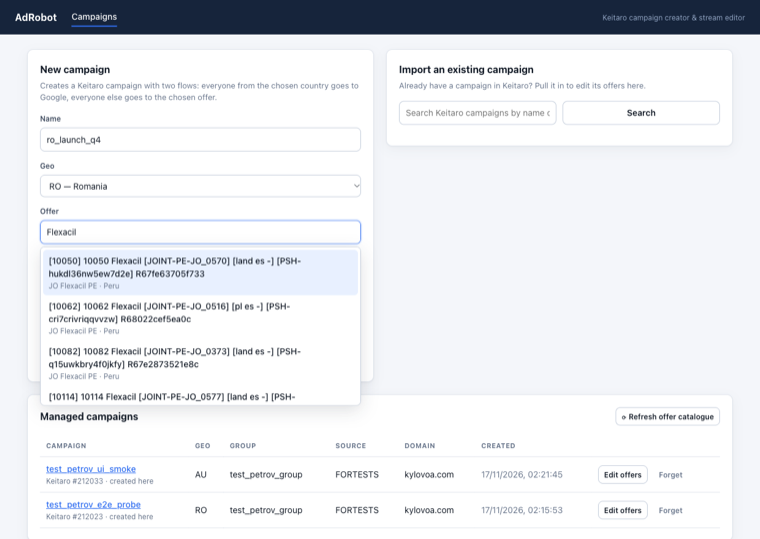 AdRobot Campaigns Keitaro campaign creator & stream editor
New campaign
Creates a Keitaro campaign with two flows: everyone from the chosen country goes to
Google, everyone else goes to the chosen offer.
Name
ro_launch_q4
Geo
RO — Romania
Offer
Flexacil
[10050] 10050 Flexacil [JOINT-PE-JO_0570] [land es -] [PSH-
hukdl36nw5ew7d2e] R67fe63705f733
JO Flexacil PE · Peru
[10062] 10062 Flexacil [JOINT-PE-JO_0516] [pl es -] [PSH-
cri7crivriqqvvzw] R68022cef5ea0c
JO Flexacil PE · Peru
[10082] 10082 Flexacil [JOINT-PE-JO_0373] [land es -] [PSH-
q15uwkbry4f0jkfy] R67e2873521e8c
JO Flexacil PE · Peru
[10114] 10114 Flexacil [JOINT-PE-JO_0577] [land es -] [PSH-
Import an existing campaign
Already have a campaign in Keitaro? Pull it in to edit its offers here.
Search Keitaro campaigns by name o
Search
Managed campaigns
Refresh offer catalogue
CAMPAIGN GEO GROUP SOURCE DOMAIN CREATED
test_petrov_ui_smoke AU test_petrov_group FORTESTS kylovoa.com 17/11/2026, 02:21:45 Edit offers Forget
Keitaro #212033 · created here
test_petrov_e2e_probe RO test_petrov_group FORTESTS kylovoa.com 17/11/2026, 02:15:53 Edit offers Forget
Keitaro #212023 · created here